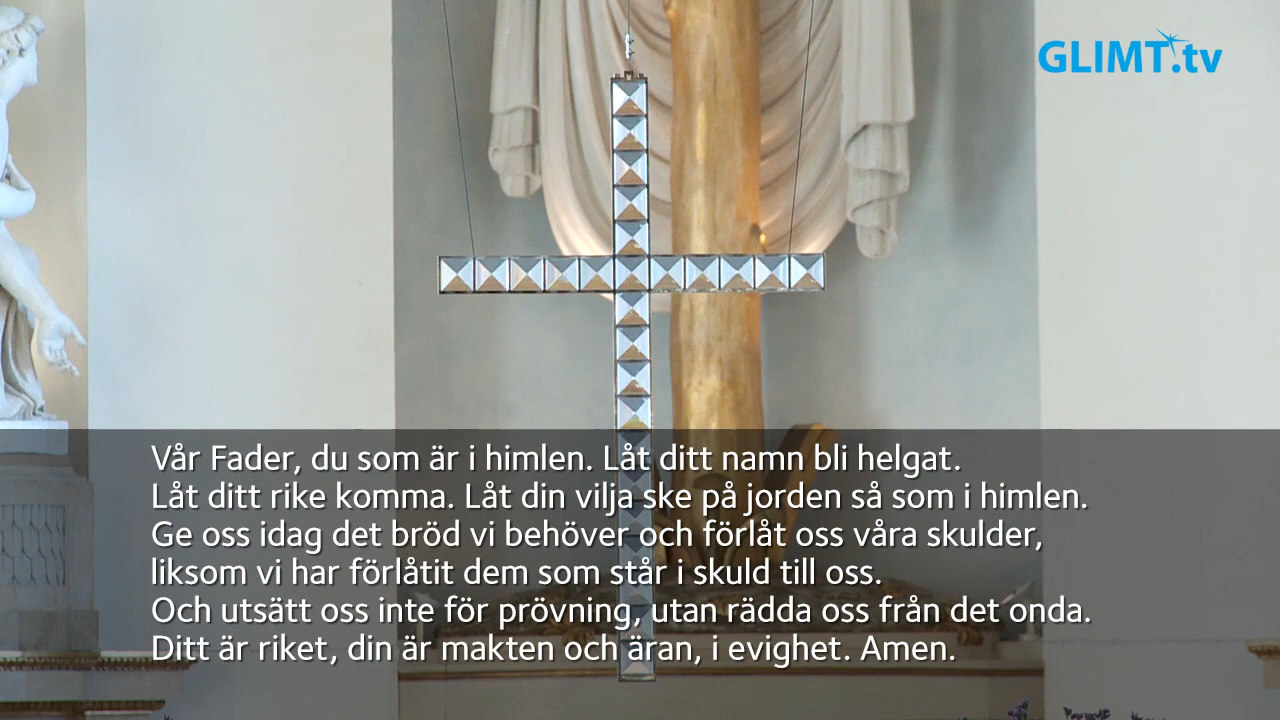 GLIMT.tv
Vår Fader, du som är i himlen. Låt ditt namn bli helgat.
Låt ditt rike komma. Låt din vilja ske på jorden så som i himlen.
Ge oss idag det bröd vi behöver och förlåt oss våra skulder,
liksom vi har förlåtit dem som står i skuld till oss.
Och utsätt oss inte för prövning, utan rädda oss från det onda.
Ditt är riket, din är makten och äran, i evighet. Amen.